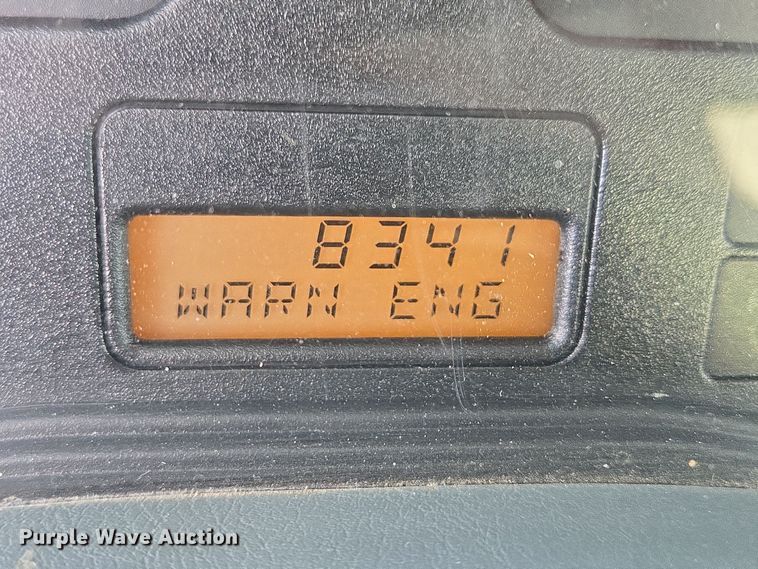 8341
WARN ENG
Purple Wave Auction